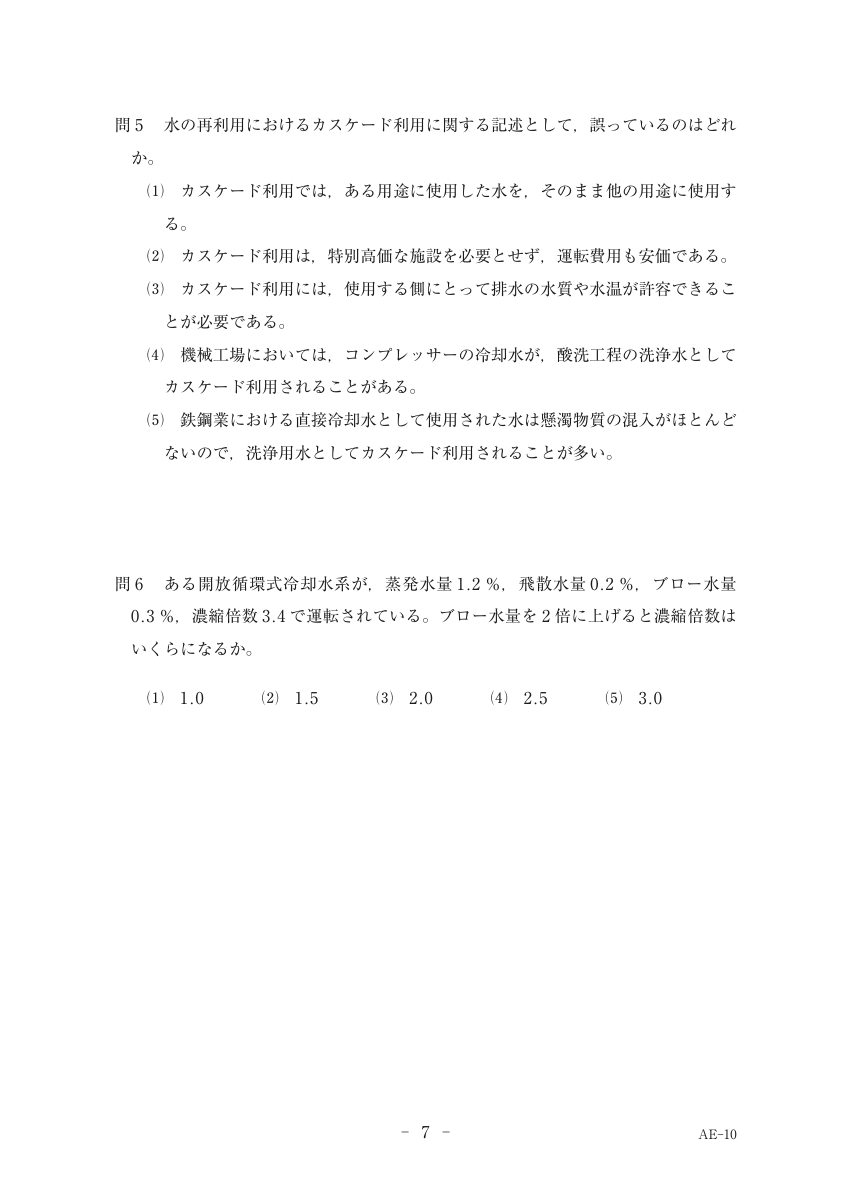 問5　水の再利用におけるカスケード利用に関する記述として，誤っているのはどれ
か。
⑴　カスケード利用では，ある用途に使用した水を，そのまま他の用途に使用す
る。
⑵　カスケード利用は，特別高価な施設を必要とせず，運転費用も安価である。
⑶　カスケード利用には，使用する側にとって排水の水質や水温が許容できるこ
とが必要である。
⑷　機械工場においては，コンプレッサーの冷却水が，酸洗工程の洗浄水として
カスケード利用されることがある。
⑸　鉄鋼業における直接冷却水として使用された水は懸濁物質の混入がほとんど
ないので，洗浄用水としてカスケード利用されることが多い。
問6　ある開放循環式冷却水系が，蒸発水量 1.2 %，飛散水量 0.2 %，ブロー水量
0.3 %，濃縮倍数 3.4 で運転されている。ブロー水量を 2 倍に上げると濃縮倍数は
いくらになるか。
⑴　1.0　⑵　1.5　⑶　2.0　⑷　2.5　⑸　3.0
- 7 -
AE-10